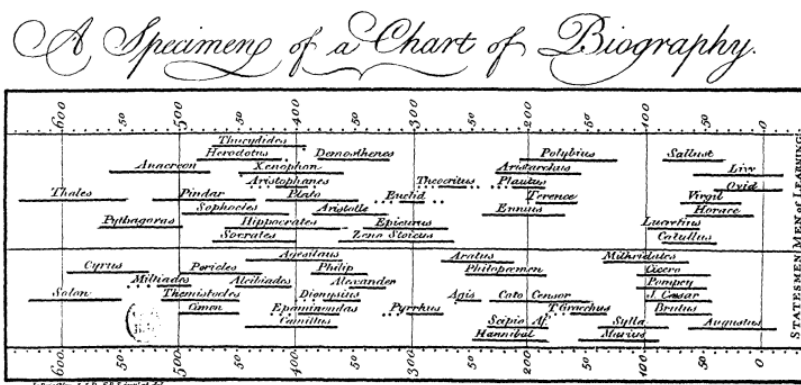 A Specimen of a Chart of Biography.
600 50 500 50 400 50 300 50 200 50 100 50 0
Thucydides
Herodotus Demosthenes Polybius Sallust
Anacreon Xenophon Aristarchus Livy
Aristophanes Theocritus Plautus Ovid
Thales Pindar Plato Euclid Terence Virgil
Sophocles Aristotle Ennius Horace
Pythagoras Hippocrates Epicurus Lucretius
Socrates Zeno Stoicus Catullus
MEN of LEARNING
Agesilaus Aratus Mithridates
Cyrus Pericles Philip Philopœmen Cicero
Miltiades Alcibiades Alexander Pompey
Solon Themistocles Dionysius Agis Cato Censor J. Cæsar
Cimon Epaminondas Pyrrhus T. Gracchus Brutus
Camillus Scipio Af. Sylla Augustus
Hannibal Marius
STATESMEN
600 50 500 50 400 50 300 50 200 50 100 50 0